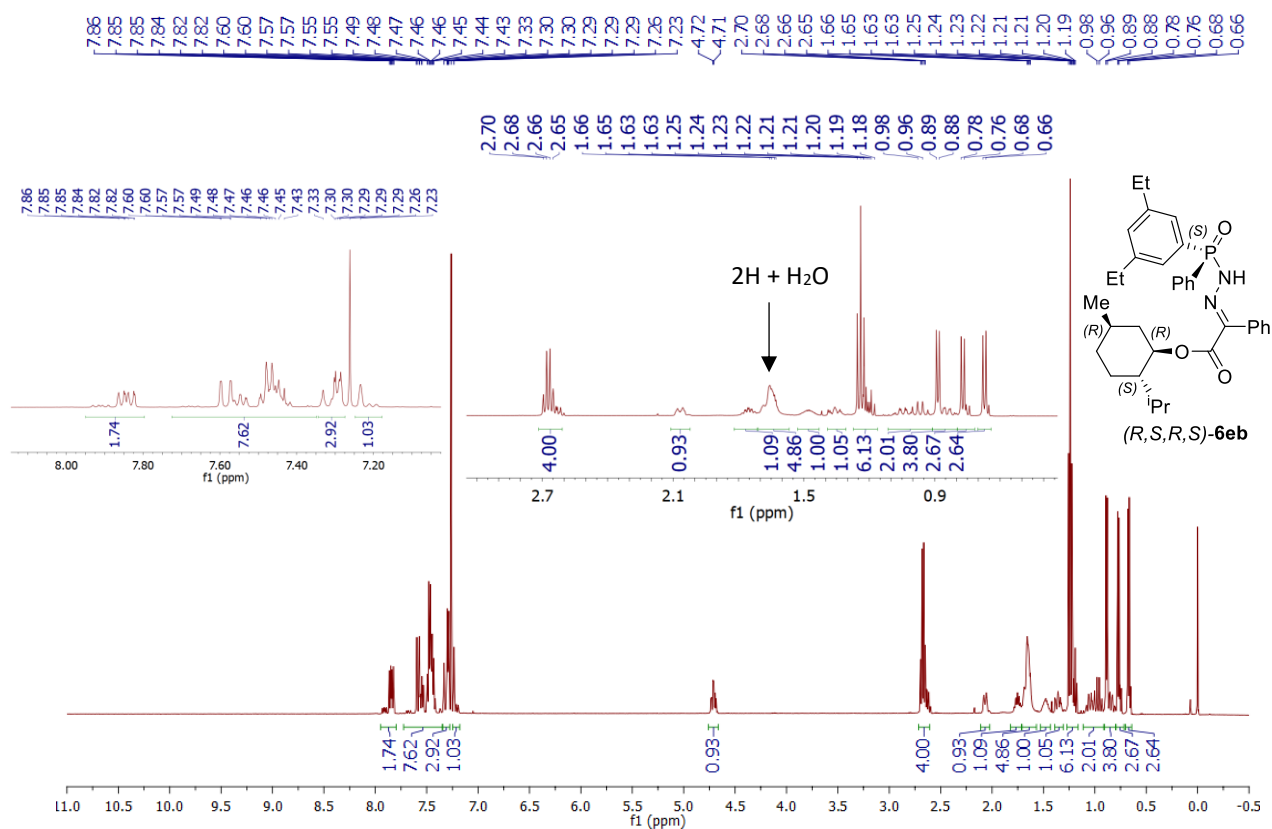 7.86 7.85 7.85 7.84 7.82 7.82 7.60 7.60 7.57 7.57 7.55 7.55 7.49 7.48 7.47 7.46 7.46 7.45 7.44 7.43 7.33 7.30 7.30 7.29 7.29 7.29 7.26 7.23 4.72 4.71 2.70 2.68 2.66 2.65 1.66 1.65 1.63 1.63 1.25 1.24 1.23 1.22 1.21 1.21 1.20 1.19 0.98 0.96 0.89 0.88 0.78 0.76 0.68 0.66
2.70 2.68 2.66 2.65 1.66 1.65 1.63 1.63 1.25 1.24 1.23 1.22 1.21 1.21 1.20 1.19 1.18 0.98 0.96 0.89 0.88 0.78 0.76 0.68 0.66
7.86 7.85 7.85 7.84 7.82 7.82 7.60 7.60 7.57 7.57 7.49 7.48 7.47 7.46 7.46 7.45 7.43 7.33 7.30 7.30 7.29 7.29 7.29 7.26 7.23
2H + H₂O
1.74 7.62 2.92 1.03
8.00 7.80 7.60 7.40 7.20
f1 (ppm)
4.00 0.93 1.09 4.86 1.00 1.05 6.13 2.01 3.80 2.67 2.64
2.7 2.1 1.5 0.9
f1 (ppm)
Et
(S)
O
P
Et
Ph
NH
Me
N
(R)
(R)
Ph
O
(S)
O
ⁱPr
(R,S,R,S)-6eb
1.74 7.62 2.92 1.03 0.93 4.00 0.93 1.09 4.86 1.00 1.05 6.13 2.01 3.80 2.67 2.64
11.0 10.5 10.0 9.5 9.0 8.5 8.0 7.5 7.0 6.5 6.0 5.5 5.0 4.5 4.0 3.5 3.0 2.5 2.0 1.5 1.0 0.5 0.0 -0.5
f1 (ppm)